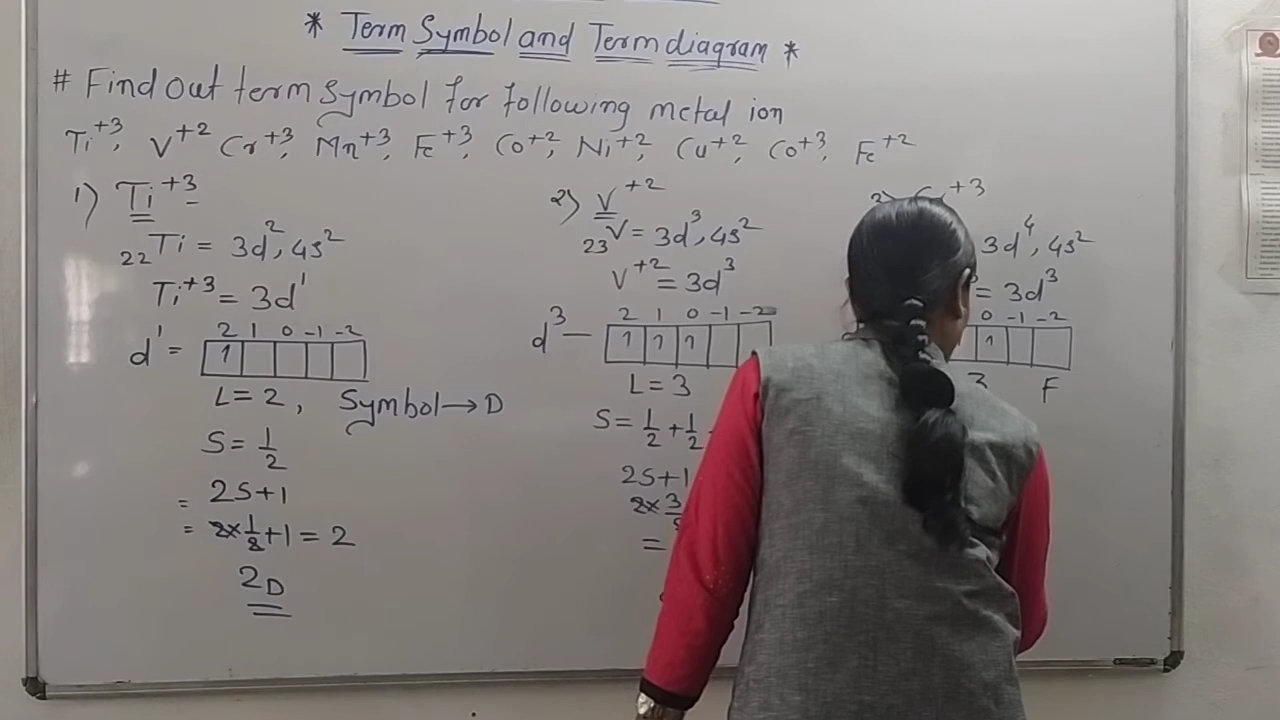 * Term Symbol and Term diagram *
# Find Out term symbol for following metal ion
Ti+3, V+2 Cr+3, Mn+3, Fe+3, Co+2, Ni+2, Cu+2, Co+3, Fe+2
1) Ti+3
22Ti = 3d2, 4s2
Ti+3 = 3d1
2 1 0 -1 -2
d1 = 1
L = 2, Symbol → D
S = 1/2
= 2S+1
= 2×1/2+1 = 2
2D
2) V+2
23V = 3d3, 4s2
V+2 = 3d3
2 1 0 -1 -2
d3 — 1 1 1
L = 3
S = 1/2 + 1/2
2S+1
2×3
=
+3
3d4, 4s2
= 3d3
0 -1 -2
1
3 F